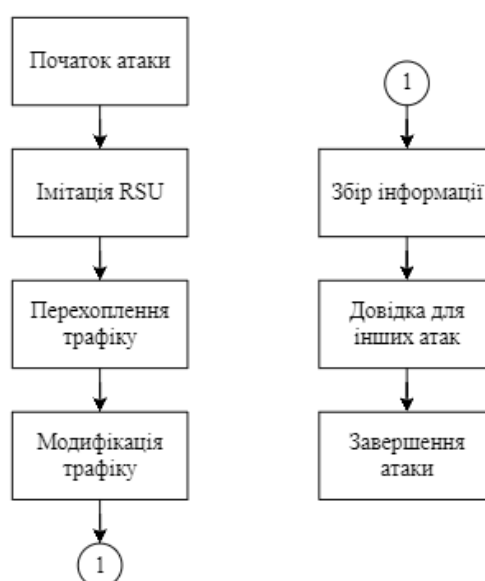 Початок атаки
Імітація RSU
Перехоплення
трафіку
Модифікація
трафіку
1
1
Збір інформації
Довідка для
інших атак
Завершення
атаки